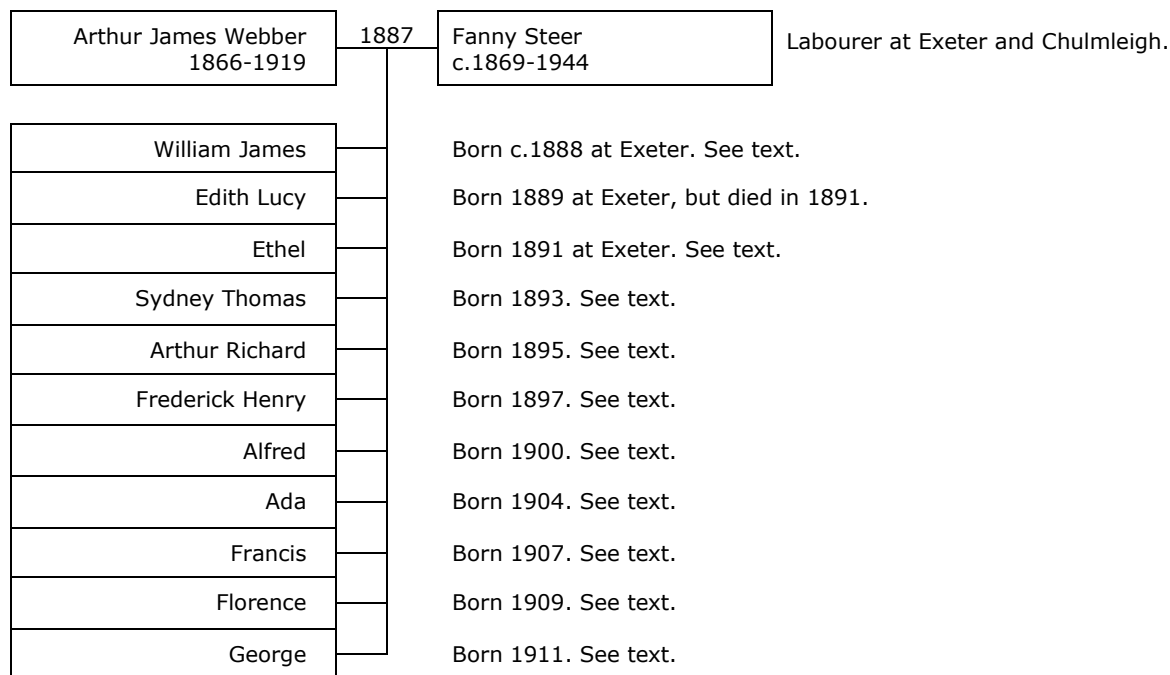 Arthur James Webber
1866-1919
1887
Fanny Steer
c.1869-1944
Labourer at Exeter and Chulmleigh.
William James
Born c.1888 at Exeter. See text.
Edith Lucy
Born 1889 at Exeter, but died in 1891.
Ethel
Born 1891 at Exeter. See text.
Sydney Thomas
Born 1893. See text.
Arthur Richard
Born 1895. See text.
Frederick Henry
Born 1897. See text.
Alfred
Born 1900. See text.
Ada
Born 1904. See text.
Francis
Born 1907. See text.
Florence
Born 1909. See text.
George
Born 1911. See text.